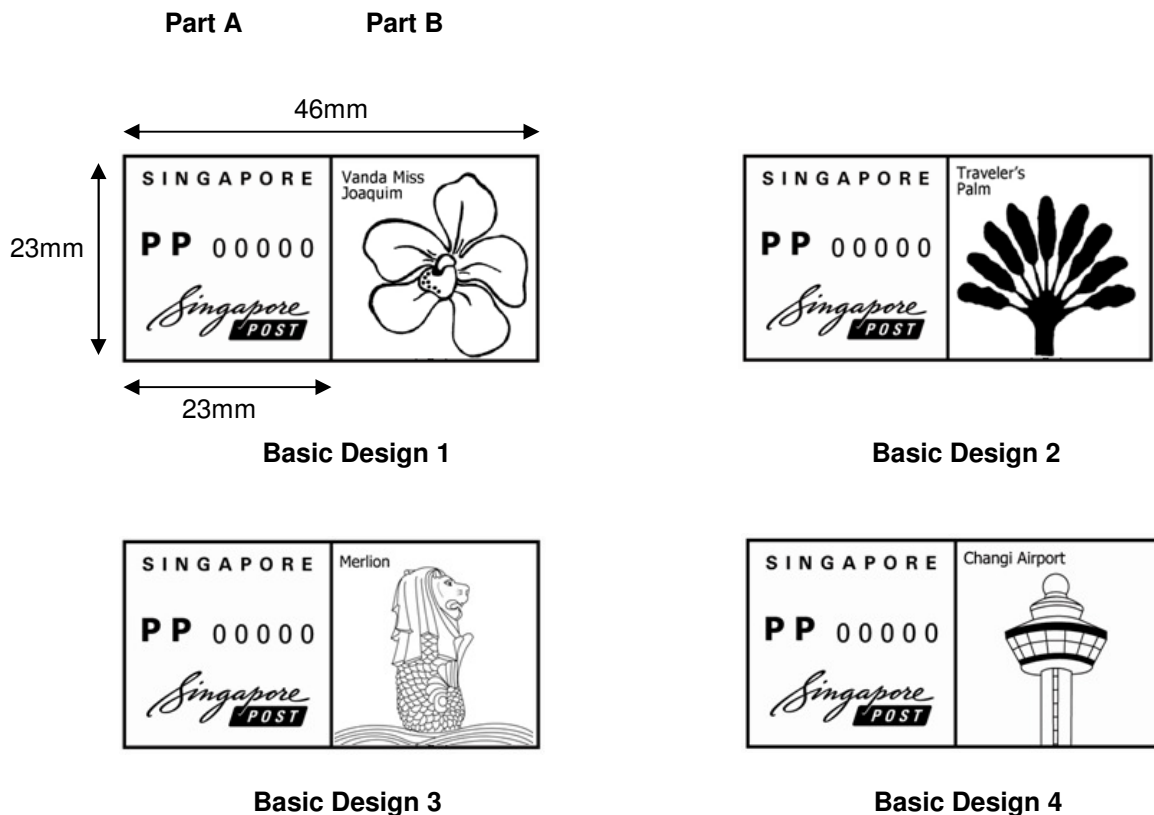 Part A Part B
46mm
23mm
SINGAPORE
PP 00000
Singapore
POST
Vanda Miss
Joaquim
23mm
Basic Design 1
SINGAPORE
PP 00000
Singapore
POST
Traveler's
Palm
Basic Design 2
SINGAPORE
PP 00000
Singapore
POST
Merlion
Basic Design 3
SINGAPORE
PP 00000
Singapore
POST
Changi Airport
Basic Design 4